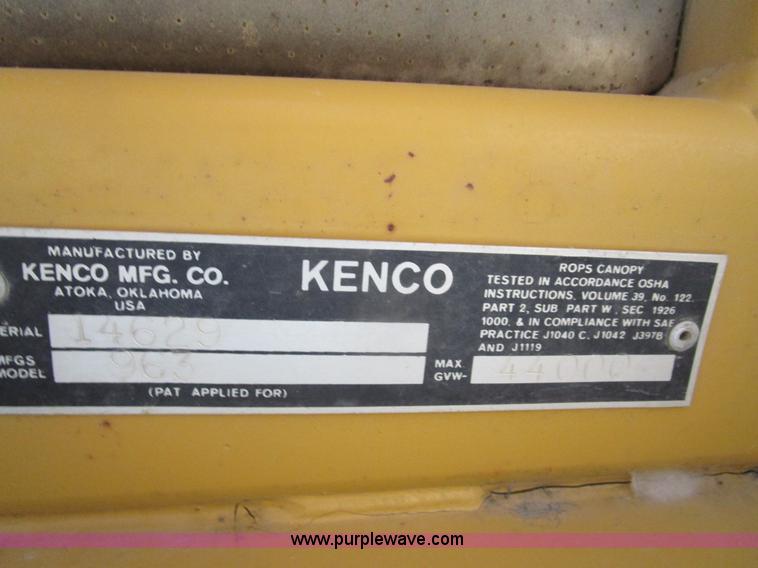 MANUFACTURED BY
KENCO MFG. CO.
ATOKA, OKLAHOMA
USA
KENCO
ROPS CANOPY
TESTED IN ACCORDANCE OSHA
INSTRUCTIONS, VOLUME 39, No. 122
PART 2, SUB PART W, SEC 1926
1000, & IN COMPLIANCE WITH SAE
PRACTICE J1040 C, J1042 J397B
AND J1119
ERIAL 14629
MFGS
MODEL 963
MAX.
GVW- 44000
(PAT APPLIED FOR)
www.purplewave.com